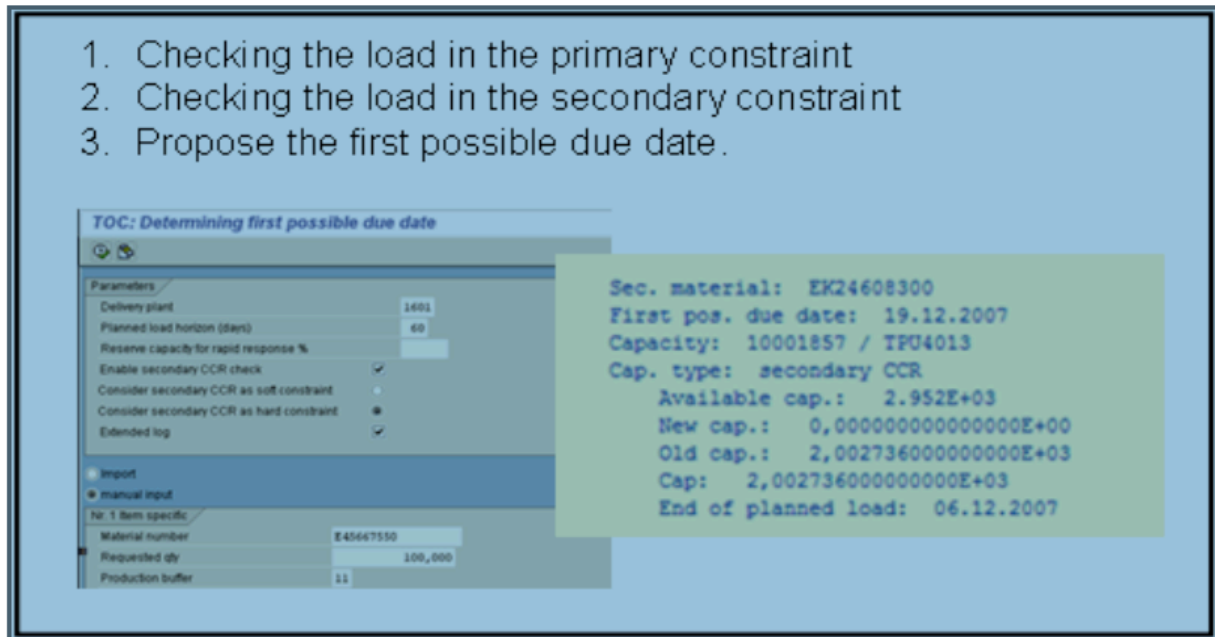 1. Checking the load in the primary constraint
2. Checking the load in the secondary constraint
3. Propose the first possible due date.
TOC: Determining first possible due date
Parameters
Delivery plant 1601
Planned load horizon (days) 60
Reserve capacity for rapid response %
Enable secondary CCR check
Consider secondary CCR as soft constraint
Consider secondary CCR as hard constraint
Extended log
Import
manual input
Nr. 1 Item specific
Material number E45667550
Requested qty 100,000
Production buffer 11
Sec. material: EK24608300
First pos. due date: 19.12.2007
Capacity: 10001857 / TPU4013
Cap. type: secondary CCR
Available cap.: 2.952E+03
New cap.: 0,000000000000000E+00
Old cap.: 2,002736000000000E+03
Cap: 2,002736000000000E+03
End of planned load: 06.12.2007